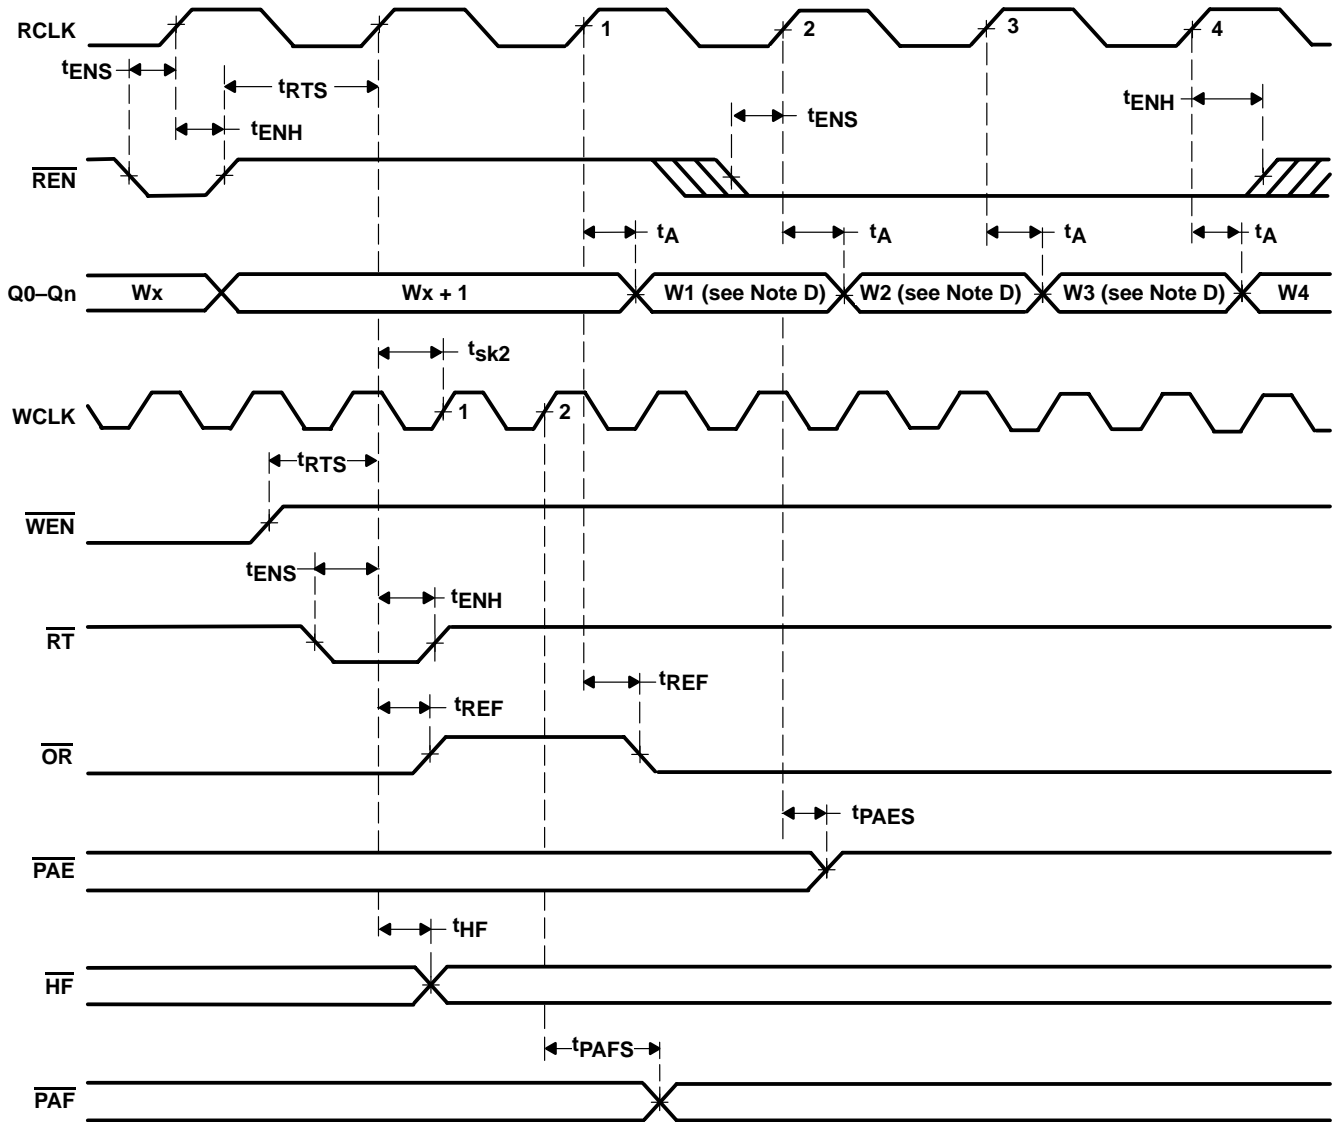 RCLK
1
2
3
4
tENS
tRTS
tENH
tENH
tENS
REN
tA
tA
tA
tA
Q0–Qn
Wx
Wx + 1
W1 (see Note D)
W2 (see Note D)
W3 (see Note D)
W4
tsk2
WCLK
1
2
tRTS
WEN
tENS
tENH
RT
tREF
tREF
OR
tPAES
PAE
tHF
HF
tPAFS
PAF